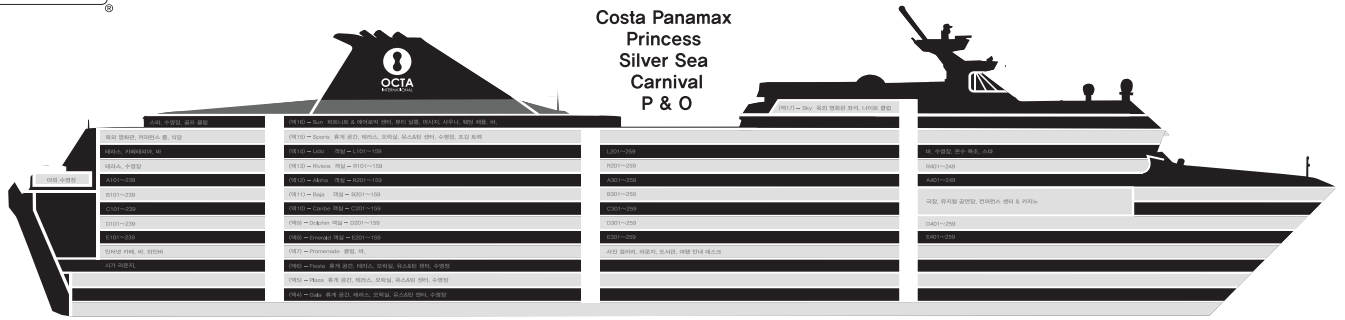 ®
Costa Panamax
Princess
Silver Sea
Carnival
P & O
OCTA
INTERNATIONAL
(덱17) – Sky 옥외 영화관 좌석, 나이트 클럽
스파, 수영장, 골프 클럽
(덱16) – Sun 피트니트 & 에어로빅 센터, 뷰티 살롱, 마사지, 사우나, 웨딩 채플, 바,
옥외 영화관, 컨퍼런스 룸, 식당
(덱15) – Sports 휴게 공간, 테라스, 오락실, 유스&틴 센터, 수영장, 조깅 트랙
테라스, 카페테리아, 바
(덱14) – Lido 객실 – L101~159
L201~259
바, 수영장, 온수 욕조, 스파
테라스, 수영장
(덱13) – Riviera 객실 – R101~159
R201~259
R401~248
야외 수영장
A101~239
(덱12) – Alpha 객실 – R201~159
A301~259
A401~248
B101~239
(덱11) – Baja 객실 – B201~159
B301~259
극장, 뮤지컬 공연장, 컨퍼런스 센터 & 카지노
C101~239
(덱10) – Caribe 객실 – C201~159
C301~259
D101~239
(덱9) – Dolphin 객실 – D201~159
D301~259
D401~259
E101~239
(덱8) – Emerald 객실 – E201~159
E301~259
E401~259
인터넷 카페, 바, 와인바
(덱7) – Promenade 클럽, 바,
사진 갤러리, 라운지, 도서관, 여행 안내 데스크
시가 라운지,
(덱6) – Fiesta 휴게 공간, 테라스, 오락실, 유스&틴 센터, 수영장
(덱5) – Plaza 휴게 공간, 테라스, 오락실, 유스&틴 센터, 수영장
(덱4) – Gala 휴게 공간, 테라스, 오락실, 유스&틴 센터, 수영장